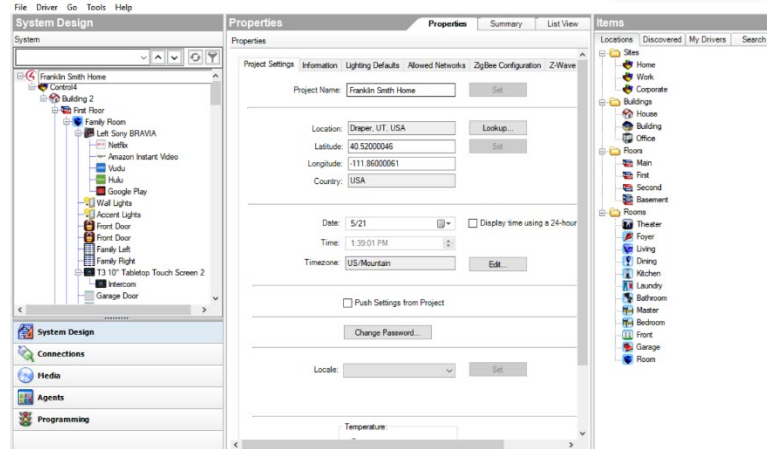 File Driver Go Tools Help
System Design
System
Franklin Smith Home
Control4
Building 2
First Floor
Family Room
Left Sony BRAVIA
Netflix
Amazon Instant Video
Vudu
Hulu
Google Play
Wall Lights
Accent Lights
Front Door
Front Door
Family Left
Family Right
T3 10" Tabletop Touch Screen 2
Intercom
Garage Door
System Design
Connections
Media
Agents
Programming
Properties
Properties Summary List View
Properties
Project Settings Information Lighting Defaults Allowed Networks ZigBee Configuration Z-Wave
Project Name: Franklin Smith Home Set
Location: Draper, UT, USA Lookup...
Latitude: 40.52000046 Set
Longitude: -111.86000061
Country: USA
Date: 5/21 Display time using a 24-hour
Time: 1:39:01 PM
Timezone: US/Mountain Edit...
Push Settings from Project
Change Password...
Locale: Set
Temperature:
Items
Locations Discovered My Drivers Search
Sites
Home
Work
Corporate
Buildings
House
Building
Office
Floors
Main
First
Second
Basement
Rooms
Theater
Foyer
Living
Dining
Kitchen
Laundry
Bathroom
Master
Bedroom
Front
Garage
Room